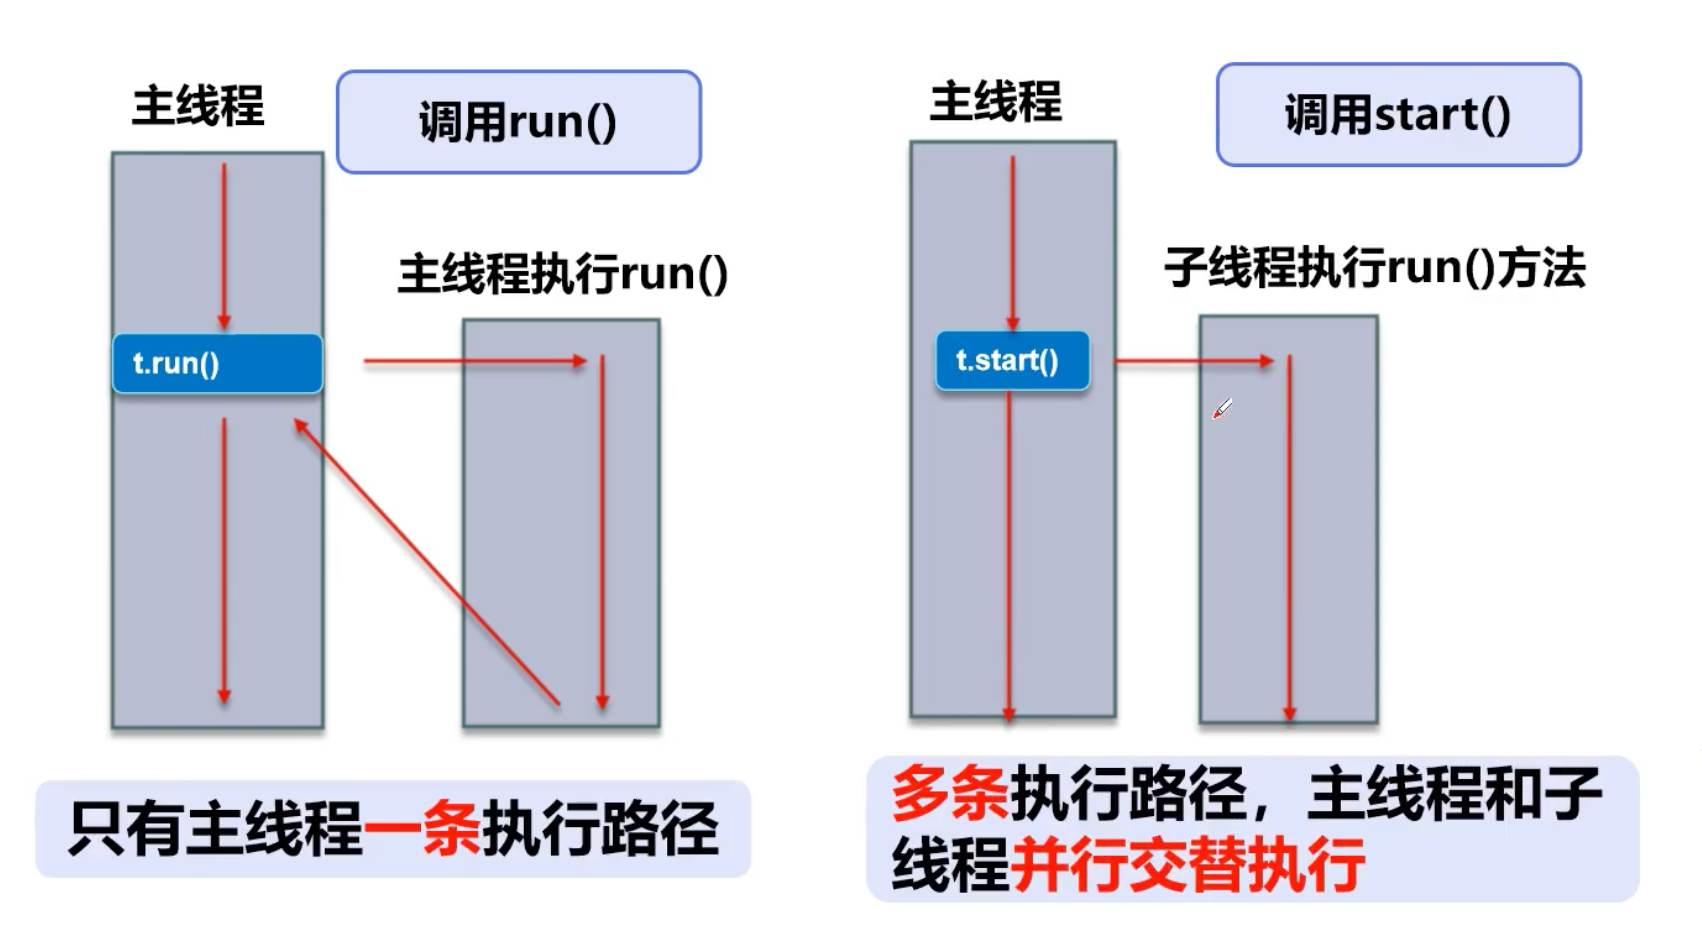 主线程
调用run()
主线程执行run()
t.run()
只有主线程一条执行路径
主线程
调用start()
子线程执行run()方法
t.start()
多条执行路径，主线程和子
线程并行交替执行